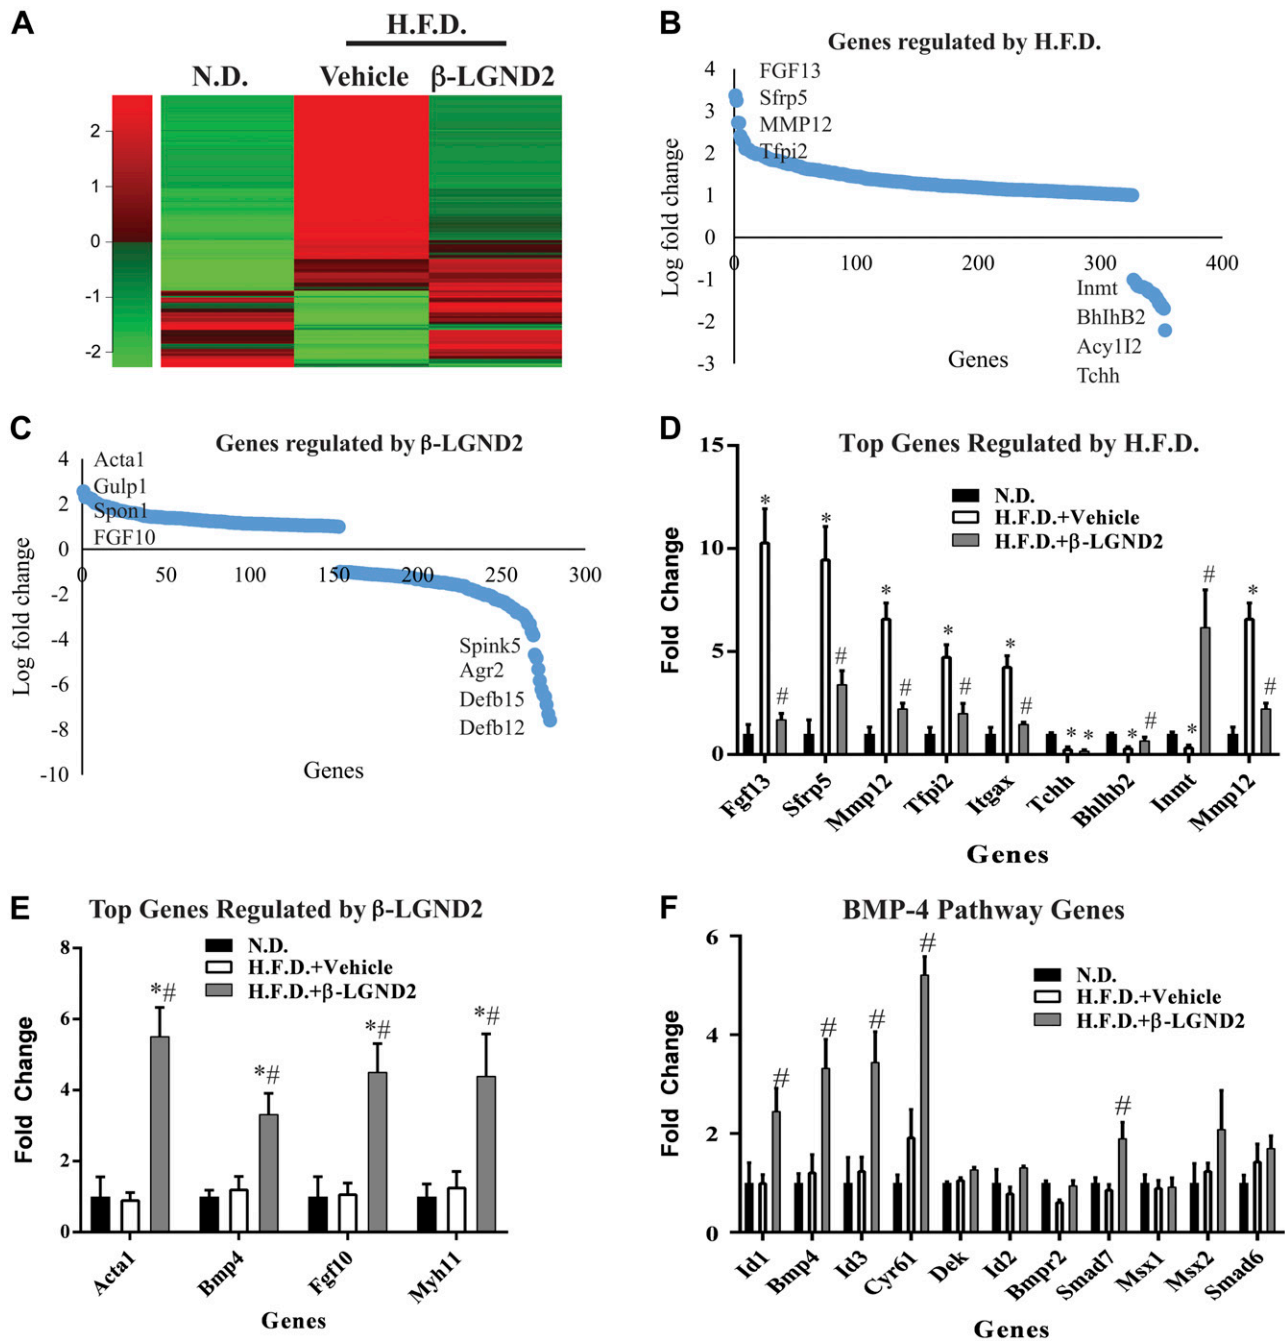 A
H.F.D.
N.D. Vehicle β-LGND2
2
1
0
-1
-2
B
Genes regulated by H.F.D.
Log fold change
4
3
2
1
0
-1
-2
-3
FGF13
Sfrp5
MMP12
Tfpi2
0 100 200 300 400
Inmt
BhIhB2
Acy1I2
Tchh
Genes
C
Genes regulated by β-LGND2
Log fold change
4
2
0
-2
-4
-6
-8
-10
Acta1
Gulp1
Spon1
FGF10
0 50 100 150 200 250 300
Spink5
Agr2
Defb15
Defb12
Genes
D
Top Genes Regulated by H.F.D.
N.D.
H.F.D.+Vehicle
H.F.D.+β-LGND2
Fold Change
15
10
5
0
* # * # * # * # * # * * * # * # * #
Fgf13 Sfrp5 Mmp12 Tfpi2 Itgax Tchh Bhlhb2 Inmt Mmp12
Genes
E
Top Genes Regulated by β-LGND2
N.D.
H.F.D.+Vehicle
H.F.D.+β-LGND2
Fold Change
8
6
4
2
0
*# *# *# *#
Acta1 Bmp4 Fgf10 Myh11
Genes
F
BMP-4 Pathway Genes
N.D.
H.F.D.+Vehicle
H.F.D.+β-LGND2
Fold Change
6
4
2
0
# # # # #
Id1 Bmp4 Id3 Cyr61 Dek Id2 Bmpr2 Smad7 Msx1 Msx2 Smad6
Genes